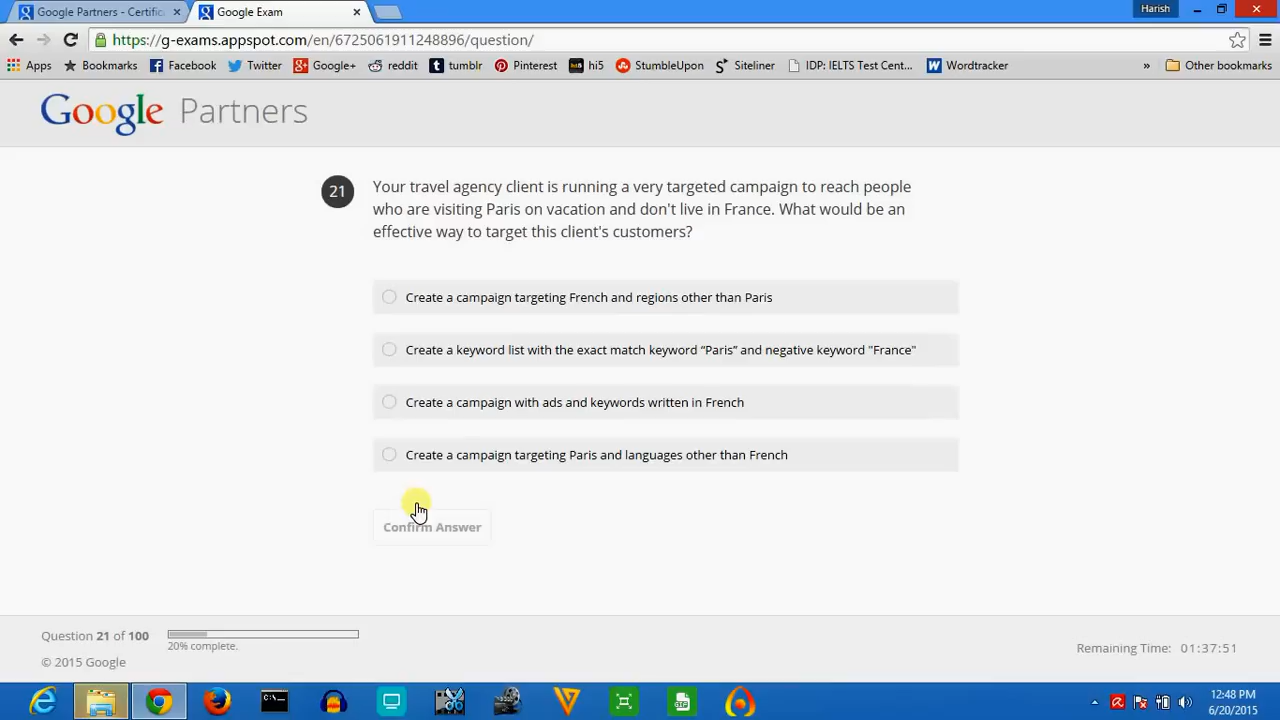 Google Partners - Certific
Google Exam
Harish
https://g-exams.appspot.com/en/6725061911248896/question/
Apps Bookmarks Facebook Twitter Google+ reddit tumblr Pinterest hi5 StumbleUpon Siteliner IDP: IELTS Test Cent... Wordtracker » Other bookmarks
Google Partners
21
Your travel agency client is running a very targeted campaign to reach people
who are visiting Paris on vacation and don't live in France. What would be an
effective way to target this client's customers?
Create a campaign targeting French and regions other than Paris
Create a keyword list with the exact match keyword “Paris” and negative keyword "France"
Create a campaign with ads and keywords written in French
Create a campaign targeting Paris and languages other than French
Confirm Answer
Question 21 of 100
20% complete.
© 2015 Google
Remaining Time: 01:37:51
12:48 PM
6/20/2015